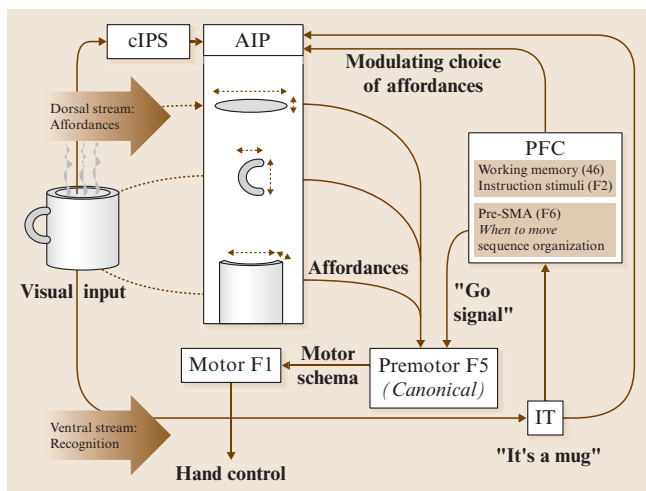 cIPS
AIP
Modulating choice
of affordances
Dorsal stream:
Affordances
PFC
Working memory (46)
Instruction stimuli (F2)
Pre-SMA (F6)
When to move
sequence organization
Visual input
Affordances
"Go
signal"
Motor F1
Motor
schema
Premotor F5
(Canonical)
Ventral stream:
Recognition
IT
"It's a mug"
Hand control